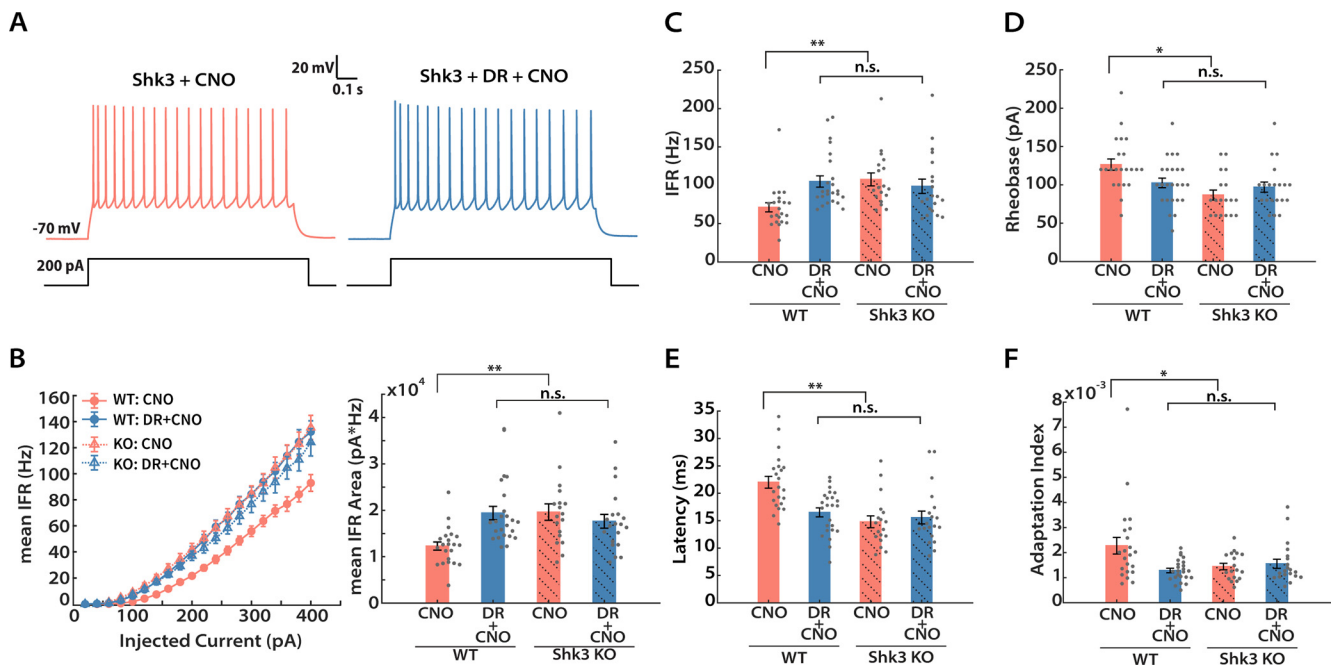 A
Shk3 + CNO
20 mV
0.1 s
Shk3 + DR + CNO
-70 mV
200 pA
B
WT: CNO
WT: DR+CNO
KO: CNO
KO: DR+CNO
mean IFR (Hz)
160
140
120
100
80
60
40
20
0
0
100
200
300
400
Injected Current (pA)
mean IFR Area (pA*Hz)
x10⁴
**
n.s.
4
3
2
1
0
CNO
DR
+
CNO
CNO
DR
+
CNO
WT
Shk3 KO
C
**
n.s.
IFR (Hz)
250
200
150
100
50
0
CNO
DR
+
CNO
CNO
DR
+
CNO
WT
Shk3 KO
D
*
n.s.
Rheobase (pA)
250
200
150
100
50
0
CNO
DR
+
CNO
CNO
DR
+
CNO
WT
Shk3 KO
E
**
n.s.
Latency (ms)
35
30
25
20
15
10
5
0
CNO
DR
+
CNO
CNO
DR
+
CNO
WT
Shk3 KO
F
x10⁻³
*
n.s.
Adaptation Index
8
6
4
2
0
CNO
DR
+
CNO
CNO
DR
+
CNO
WT
Shk3 KO